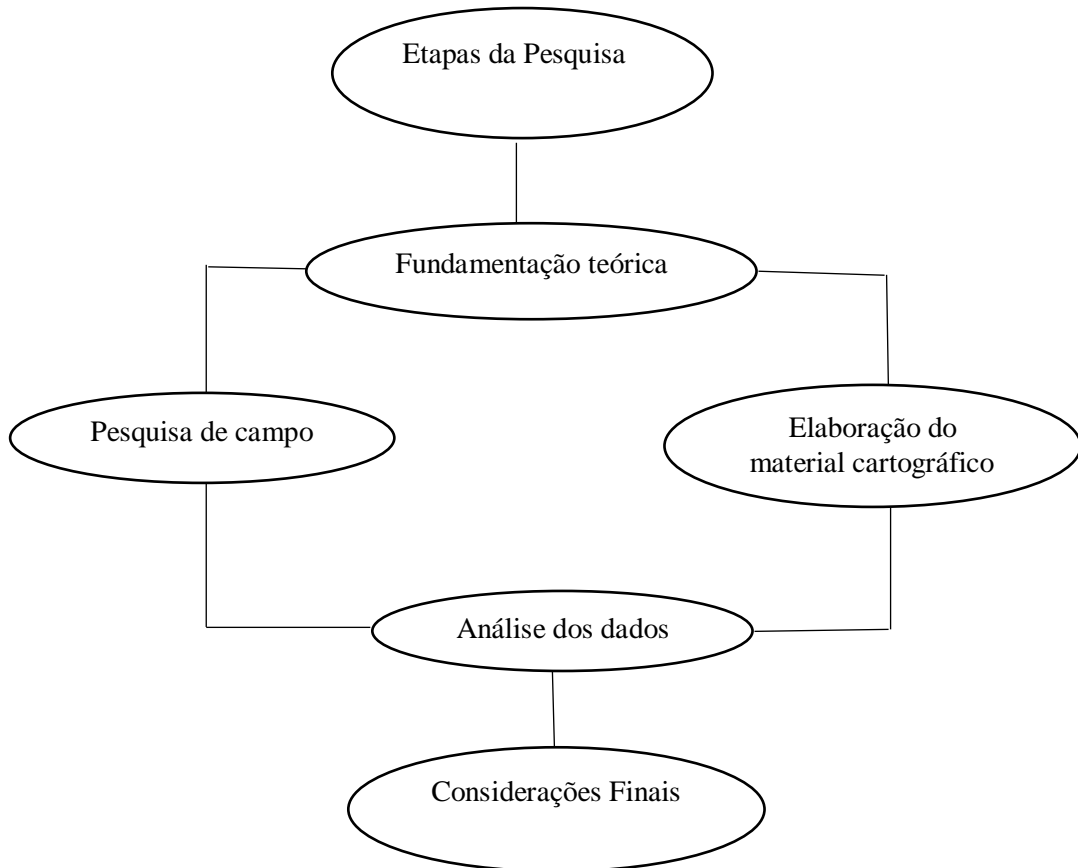 Etapas da Pesquisa
Fundamentação teórica
Pesquisa de campo
Elaboração do
material cartográfico
Análise dos dados
Considerações Finais